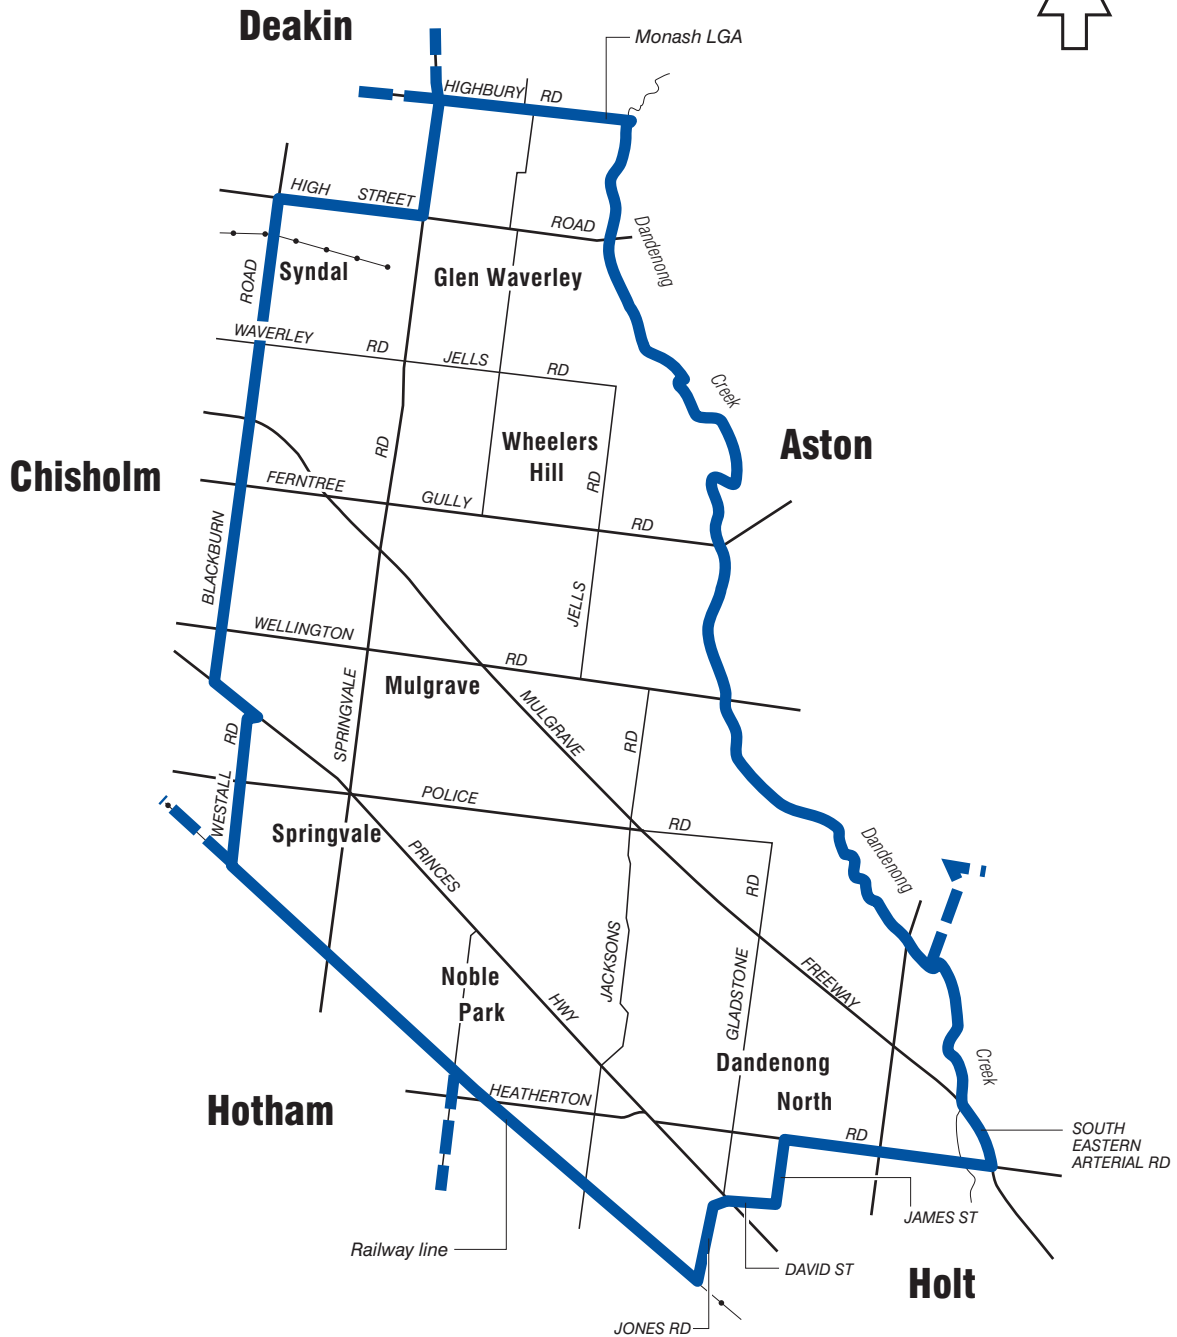 Deakin
Monash LGA
HIGHBURY RD
HIGH STREET
ROAD
Dandenong
ROAD
Syndal
Glen Waverley
WAVERLEY RD
JELLS RD
Creek
Aston
Wheelers
Hill
RD
RD
Chisholm
FERNTREE GULLY RD
BLACKBURN
JELLS
WELLINGTON RD
Mulgrave
SPRINGVALE
MULGRAVE
RD
RD
WESTALL
POLICE RD
Springvale
PRINCES
Dandenong
RD
JACKSONS
GLADSTONE
FREEWAY
Noble
Park
HWY
Dandenong
North
Creek
Hotham
HEATHERTON RD
SOUTH
EASTERN
ARTERIAL RD
JAMES ST
Railway line
DAVID ST
Holt
JONES RD